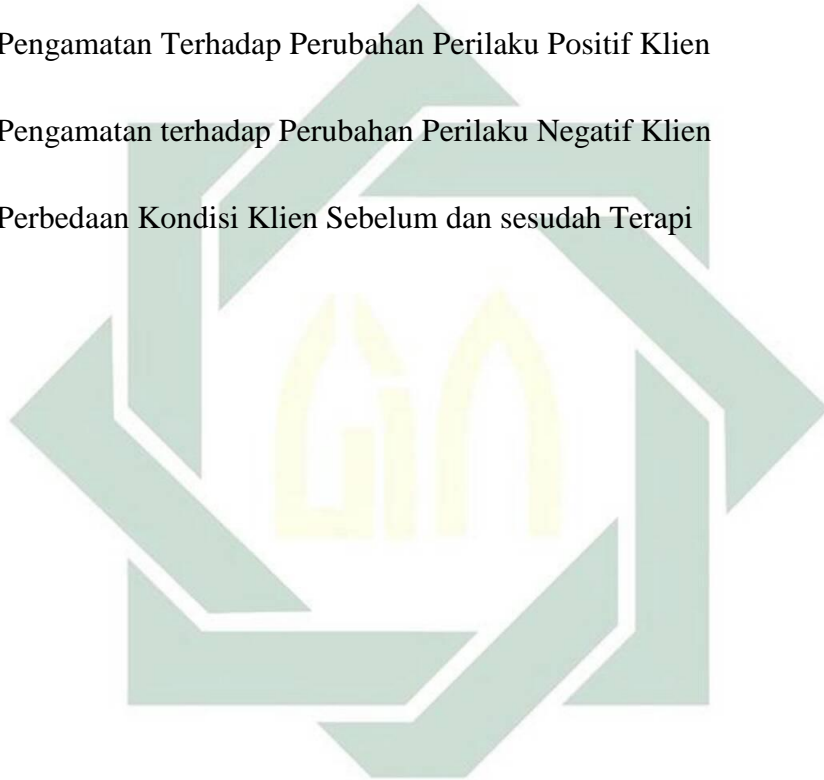 Pengamatan Terhadap Perubahan Perilaku Positif Klien
Pengamatan terhadap Perubahan Perilaku Negatif Klien
Perbedaan Kondisi Klien Sebelum dan sesudah Terapi